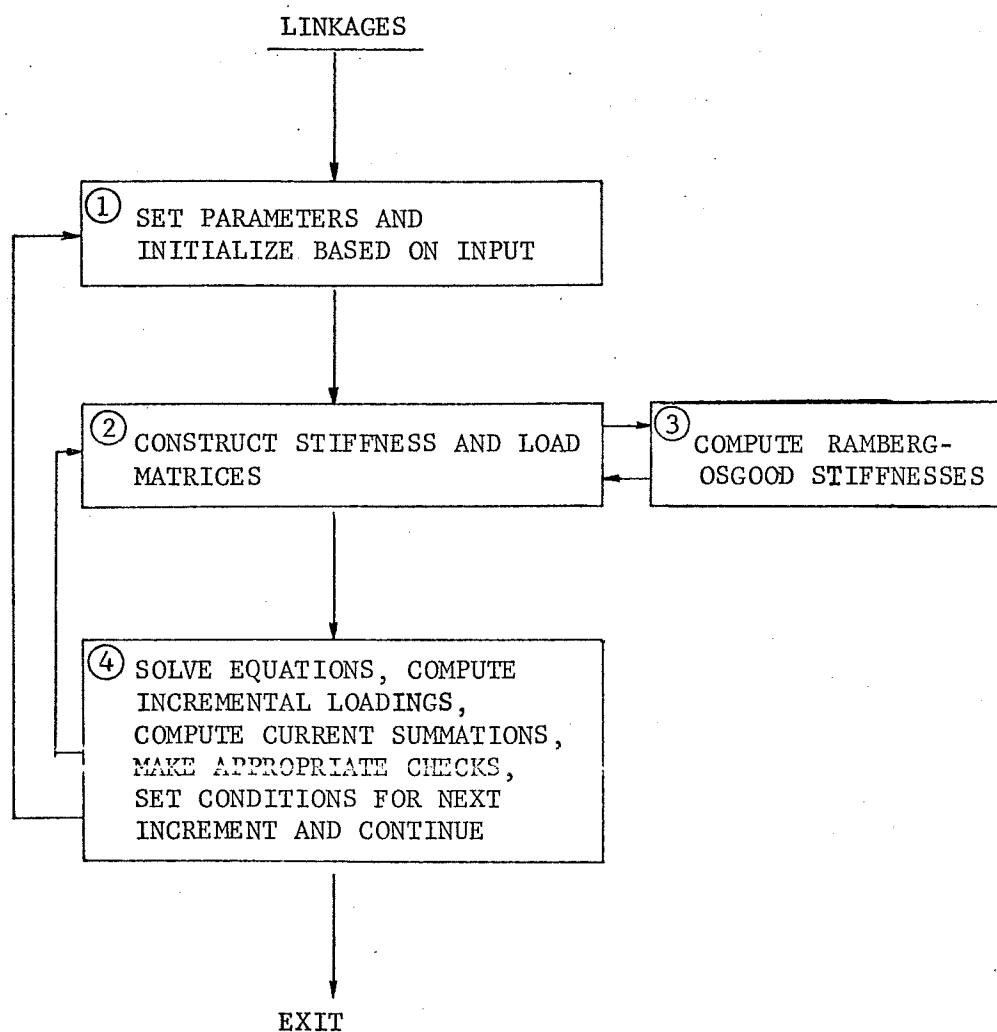 LINKAGES
① SET PARAMETERS AND
INITIALIZE BASED ON INPUT
② CONSTRUCT STIFFNESS AND LOAD
MATRICES
③ COMPUTE RAMBERG-
OSGOOD STIFFNESSES
④ SOLVE EQUATIONS, COMPUTE
INCREMENTAL LOADINGS,
COMPUTE CURRENT SUMMATIONS,
MAKE APPROPRIATE CHECKS,
SET CONDITIONS FOR NEXT
INCREMENT AND CONTINUE
EXIT